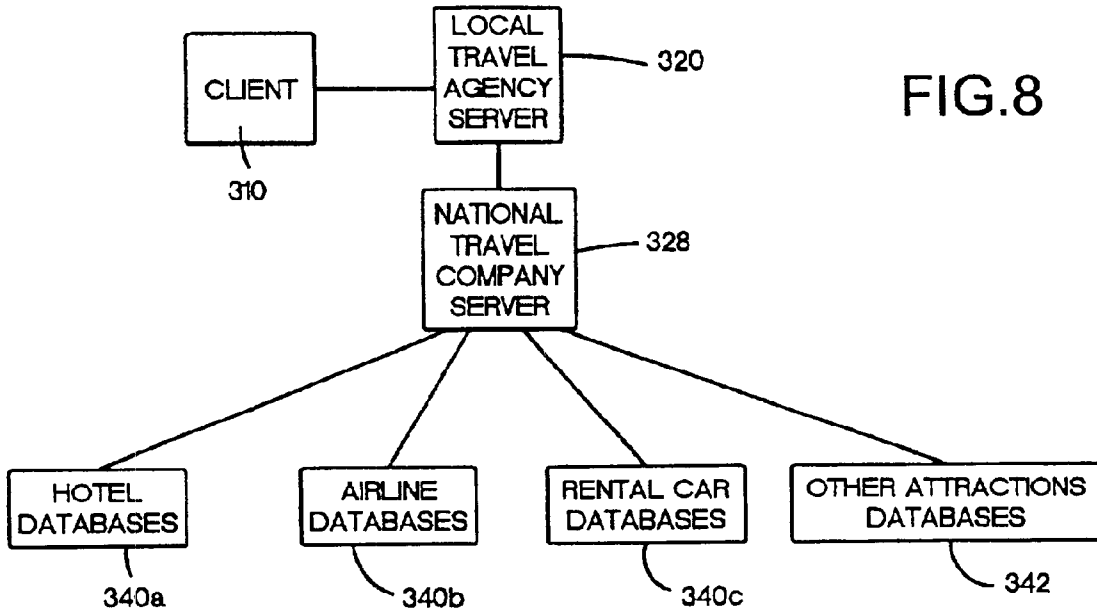 LOCAL
TRAVEL
AGENCY
SERVER
320
CLIENT
310
FIG.8
NATIONAL
TRAVEL
COMPANY
SERVER
328
HOTEL
DATABASES
340a
AIRLINE
DATABASES
340b
RENTAL CAR
DATABASES
340c
OTHER ATTRACTIONS
DATABASES
342